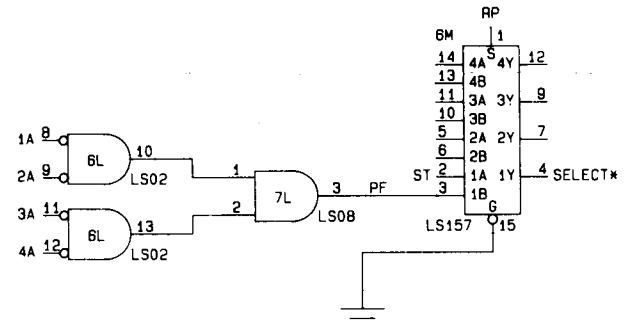 RP
6M
1
S
14 4A 4Y 12
13 4B
11 3A 3Y 9
10 3B
5 2A 2Y 7
6 2B
ST 2 1A 1Y 4 SELECT*
3 1B
G
LS157 15
1A 8
2A 9
6L
10
LS02
3A 11
4A 12
6L
13
LS02
1
2
7L
3
LS08
PF